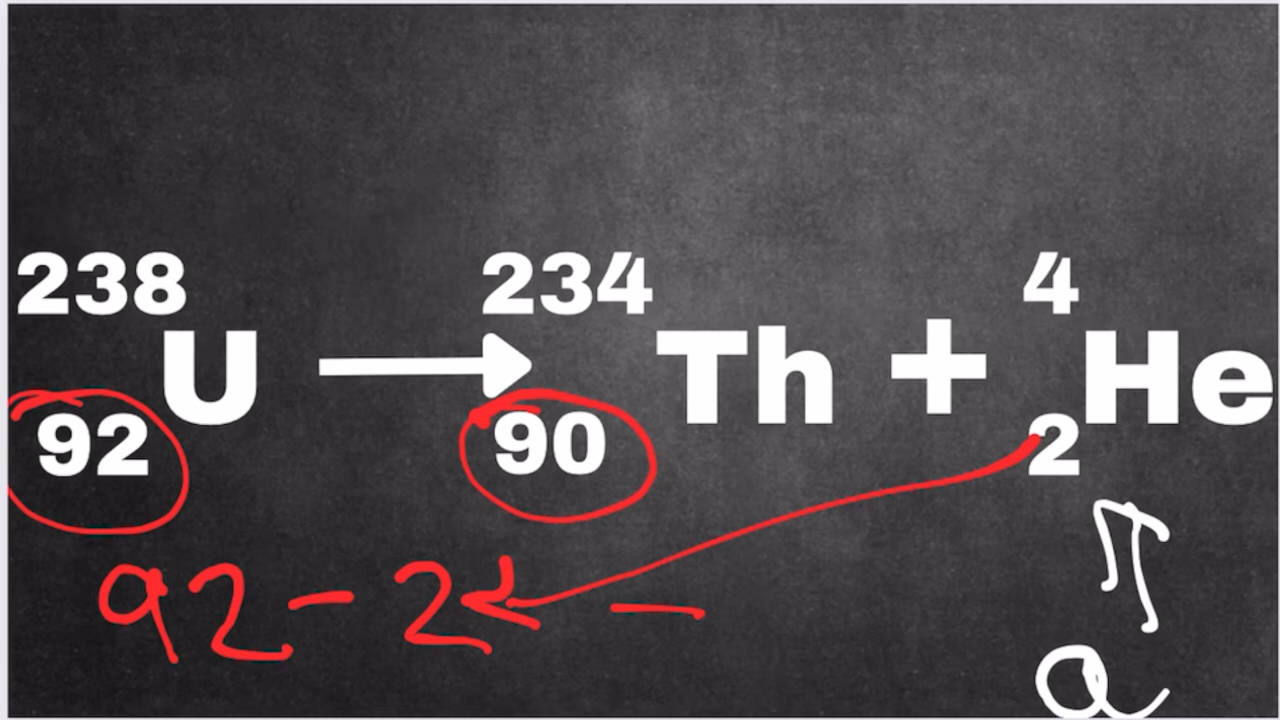 238 234 4
U → Th + He
92 90 2
92 - 2 -
a